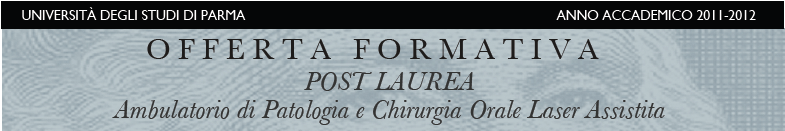 UNIVERSITÀ DEGLI STUDI DI PARMA ANNO ACCADEMICO 2011-2012
OFFERTA FORMATIVA
POST LAUREA
Ambulatorio di Patologia e Chirurgia Orale Laser Assistita